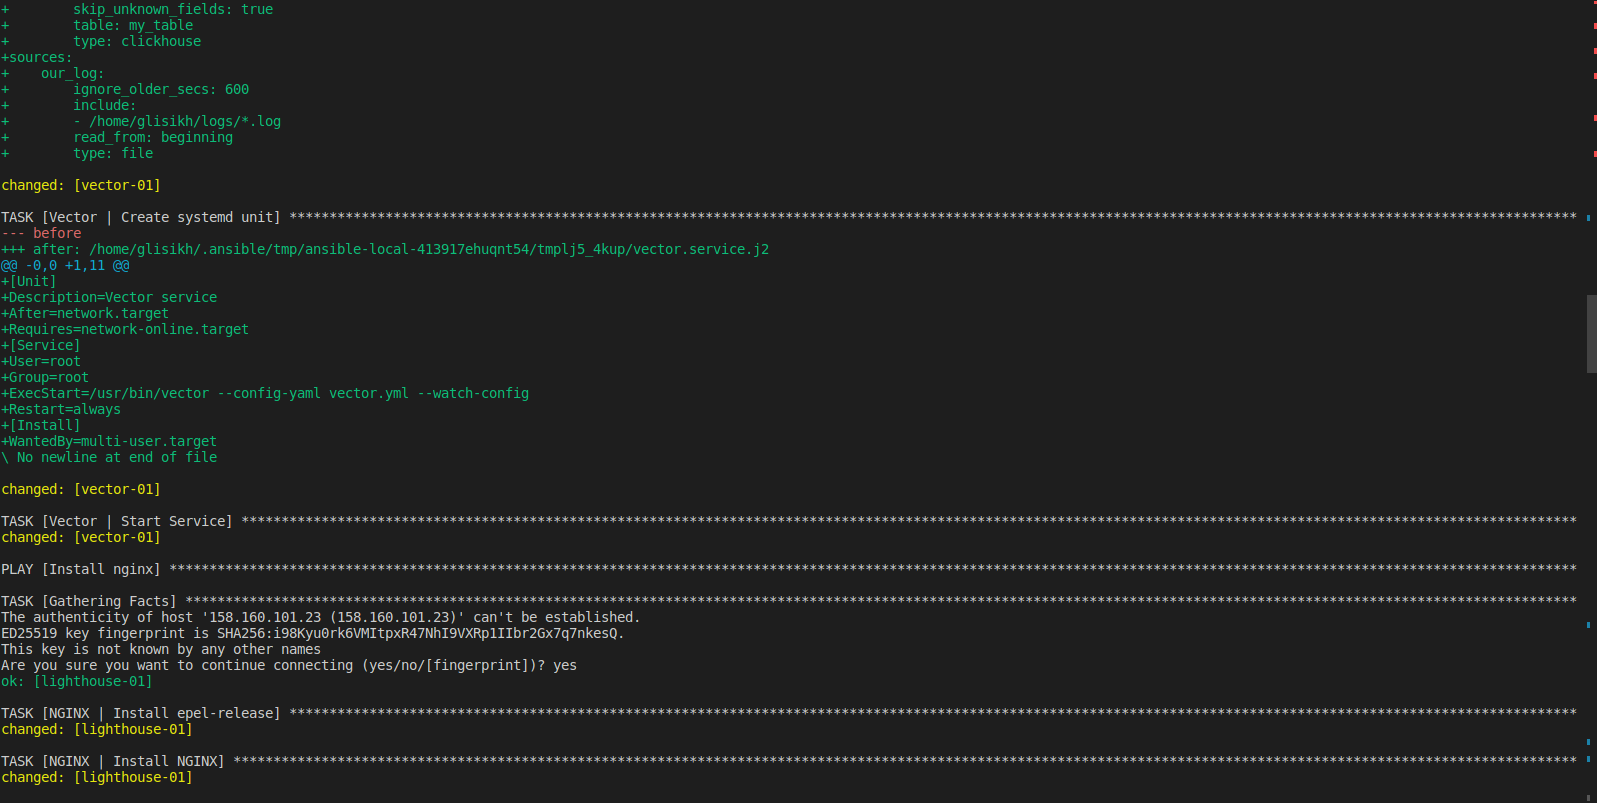 +        skip_unknown_fields: true
+        table: my_table
+        type: clickhouse
+sources:
+    our_log:
+        ignore_older_secs: 600
+        include:
+        - /home/glisikh/logs/*.log
+        read_from: beginning
+        type: file
changed: [vector-01]
TASK [Vector | Create systemd unit] *****************************************************************************************************************************************************************
--- before
+++ after: /home/glisikh/.ansible/tmp/ansible-local-413917ehuqnt54/tmplj5_4kup/vector.service.j2
@@ -0,0 +1,11 @@
+[Unit]
+Description=Vector service
+After=network.target
+Requires=network-online.target
+[Service]
+User=root
+Group=root
+ExecStart=/usr/bin/vector --config-yaml vector.yml --watch-config
+Restart=always
+[Install]
+WantedBy=multi-user.target
\ No newline at end of file
changed: [vector-01]
TASK [Vector | Start Service] ***********************************************************************************************************************************************************************
changed: [vector-01]
PLAY [Install nginx] ********************************************************************************************************************************************************************************
TASK [Gathering Facts] ******************************************************************************************************************************************************************************
The authenticity of host '158.160.101.23 (158.160.101.23)' can't be established.
ED25519 key fingerprint is SHA256:i98Kyu0rk6VMItpxR47NhI9VXRp1IIbr2Gx7q7nkesQ.
This key is not known by any other names
Are you sure you want to continue connecting (yes/no/[fingerprint])? yes
ok: [lighthouse-01]
TASK [NGINX | Install epel-release] *****************************************************************************************************************************************************************
changed: [lighthouse-01]
TASK [NGINX | Install NGINX] ************************************************************************************************************************************************************************
changed: [lighthouse-01]